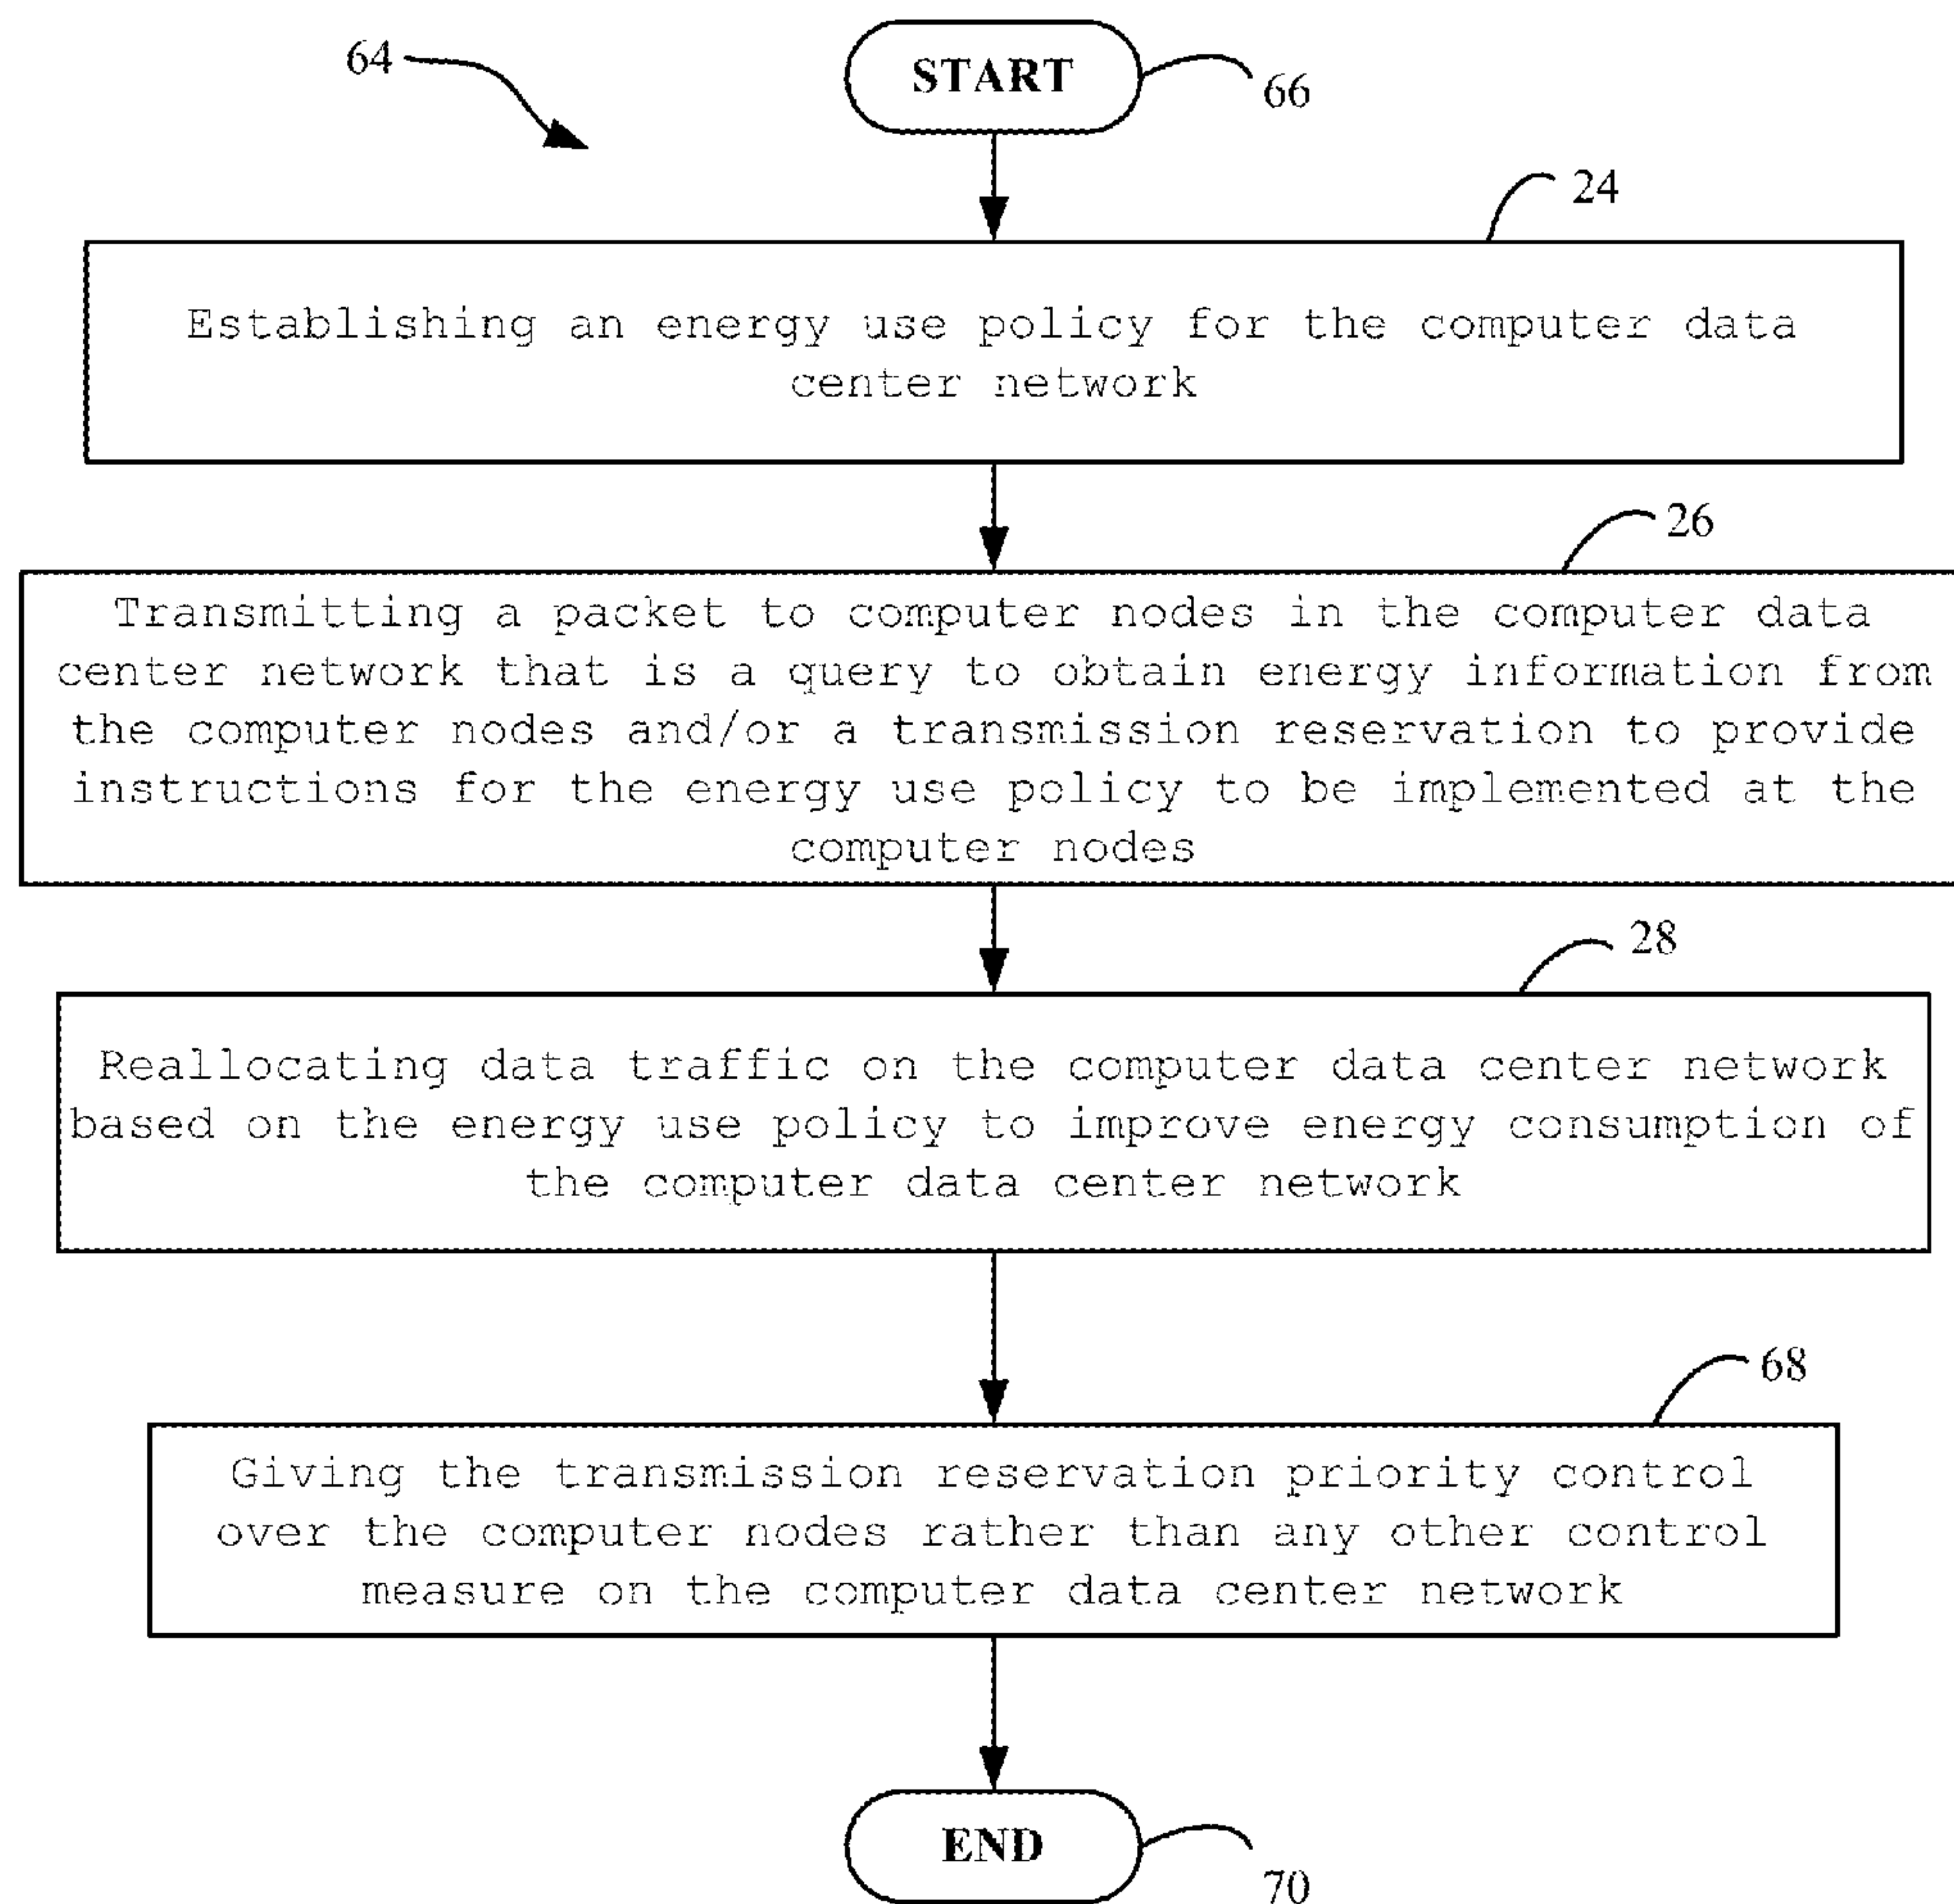 64
START
66
24
Establishing an energy use policy for the computer data
center network
26
Transmitting a packet to computer nodes in the computer data
center network that is a query to obtain energy information from
the computer nodes and/or a transmission reservation to provide
instructions for the energy use policy to be implemented at the
computer nodes
28
Reallocating data traffic on the computer data center network
based on the energy use policy to improve energy consumption of
the computer data center network
68
Giving the transmission reservation priority control
over the computer nodes rather than any other control
measure on the computer data center network
END
70